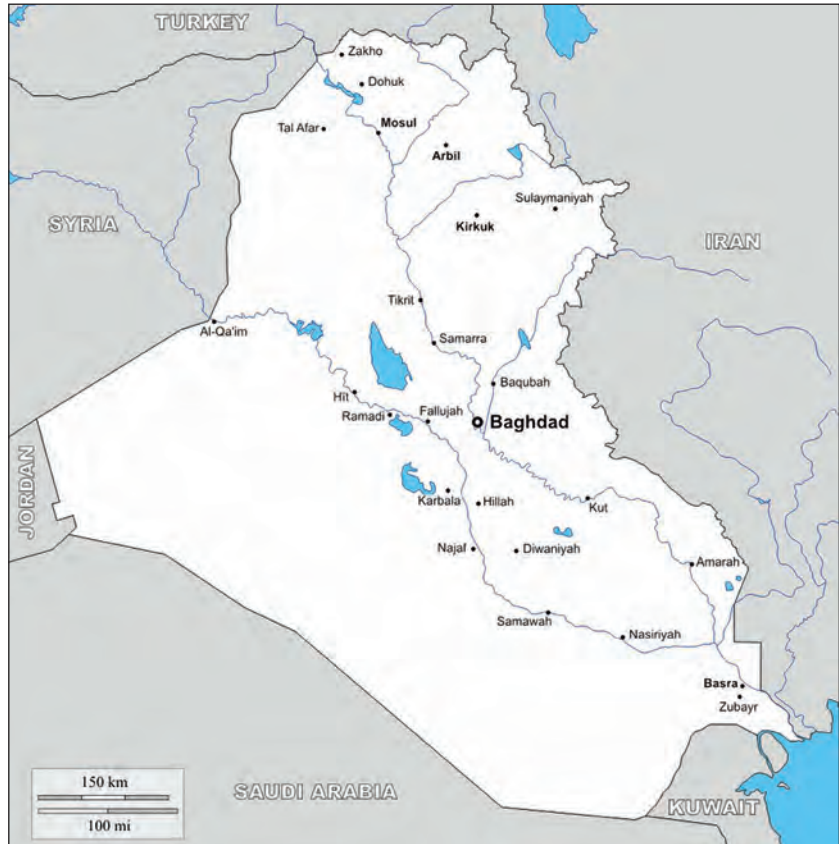 TURKEY
Zakho
Dohuk
Mosul
Tal Afar
Arbil
Sulaymaniyah
SYRIA
Kirkuk
IRAN
Tikrit
Al-Qa'im
Samarra
Baqubah
Hīt
Ramadi
Fallujah
Baghdad
JORDAN
Karbala
Hillah
Kut
Najaf
Diwaniyah
Amarah
Samawah
Nasiriyah
Basra
Zubayr
150 km
SAUDI ARABIA
KUWAIT
100 mi